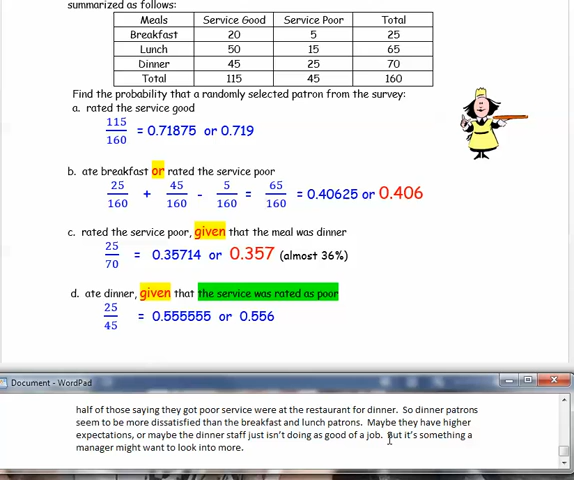 summarized as follows:
Meals Service Good Service Poor Total
Breakfast 20 5 25
Lunch 50 15 65
Dinner 45 25 70
Total 115 45 160
Find the probability that a randomly selected patron from the survey:
a. rated the service good
115/160 = 0.71875 or 0.719
b. ate breakfast or rated the service poor
25/160 + 45/160 - 5/160 = 65/160 = 0.40625 or 0.406
c. rated the service poor, given that the meal was dinner
25/70 = 0.35714 or 0.357 (almost 36%)
d. ate dinner, given that the service was rated as poor
25/45 = 0.555555 or 0.556
Document - WordPad
half of those saying they got poor service were at the restaurant for dinner. So dinner patrons
seem to be more dissatisfied than the breakfast and lunch patrons. Maybe they have higher
expectations, or maybe the dinner staff just isn't doing as good of a job. But it's something a
manager might want to look into more.